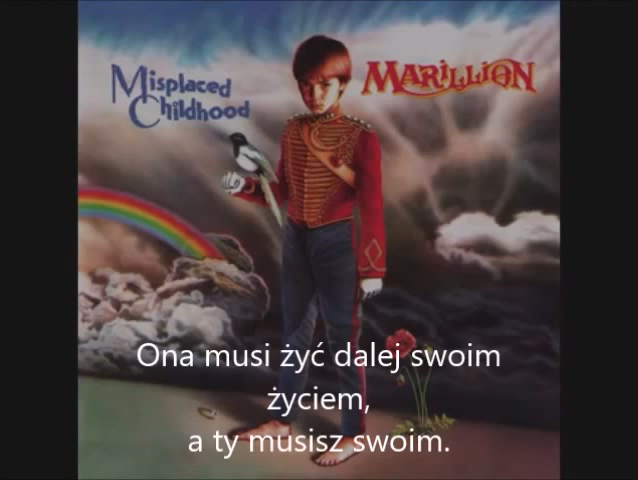 Misplaced
Childhood
MARILLION
Ona musi żyć dalej swoim
życiem,
a ty musisz swoim.